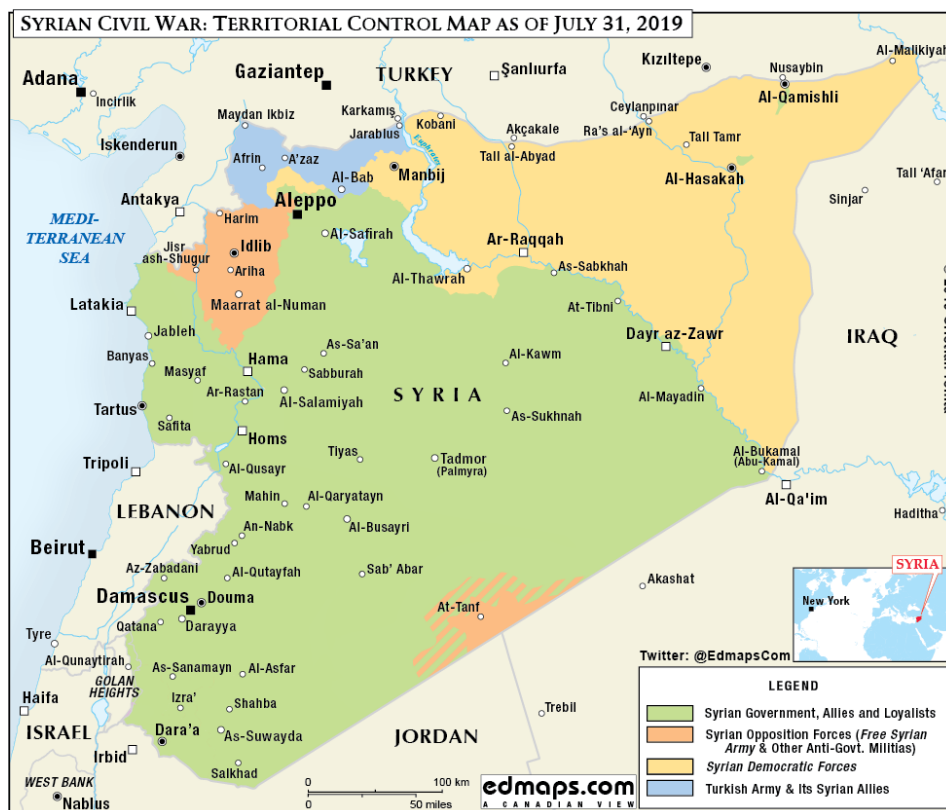 SYRIAN CIVIL WAR: TERRITORIAL CONTROL MAP AS OF JULY 31, 2019
Adana
Incirlik
Gaziantep
TURKEY
Şanlıurfa
Kızıltepe
Nusaybin
Al-Malikiyah
Al-Qamishli
Maydan Ikbiz
Karkamış
Jarablus
Kobani
Akçakale
Tall al-Abyad
Ceylanpınar
Ra's al-'Ayn
Tall Tamr
Iskenderun
Afrin
A'zaz
Al-Bab
Euphrates
Manbij
Al-Hasakah
Sinjar
Tall 'Afar
Antakya
Harim
Aleppo
MEDI-
TERRANEAN
SEA
Jisr
ash-Shugur
Idlib
Ariha
Al-Safirah
Ar-Raqqah
Al-Thawrah
As-Sabkhah
Maarrat al-Numan
At-Tibni
Latakia
Jableh
Banyas
Masyaf
Hama
As-Sa'an
Sabburah
Al-Kawm
Dayr az-Zawr
IRAQ
Ar-Rastan
Al-Salamiyah
SYRIA
Al-Mayadin
Tartus
Safita
Homs
As-Sukhnah
Tripoli
Al-Qusayr
Tiyas
Tadmor
(Palmyra)
Al-Bukamal
(Abu-Kamal)
Al-Qa'im
LEBANON
Mahin
Al-Qaryatayn
Haditha
An-Nabk
Al-Busayri
Beirut
Yabrud
Az-Zabadani
Al-Qutayfah
Sab' Abar
Akashat
Damascus
Douma
At-Tanf
Qatana
Darayya
Tyre
Al-Qunaytirah
GOLAN
HEIGHTS
As-Sanamayn
Al-Asfar
Haifa
Izra'
Shahba
ISRAEL
Dara'a
As-Suwayda
Trebil
Irbid
JORDAN
Salkhad
WEST BANK
Nablus
0
100 km
0
50 miles
edmaps.com
A CANADIAN VIEW
SYRIA
New York
Twitter: @EdmapsCom
LEGEND
Syrian Government, Allies and Loyalists
Syrian Opposition Forces (Free Syrian
Army & Other Anti-Govt. Militias)
Syrian Democratic Forces
Turkish Army & Its Syrian Allies